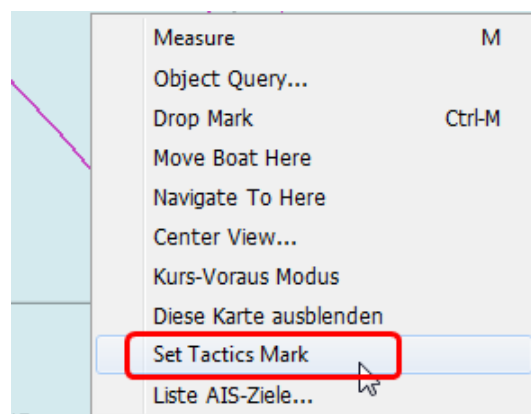 Measure M
Object Query...
Drop Mark Ctrl-M
Move Boat Here
Navigate To Here
Center View...
Kurs-Voraus Modus
Diese Karte ausblenden
Set Tactics Mark
Liste AIS-Ziele...